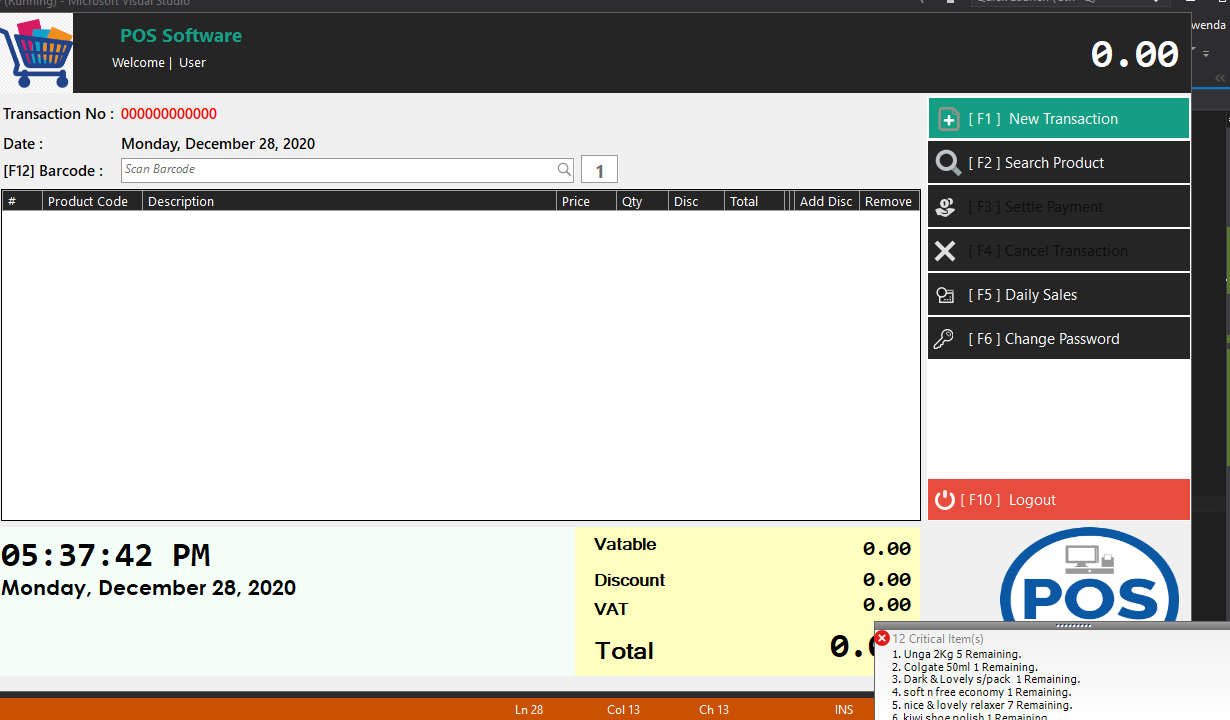 (Running) - Microsoft Visual Studio
wenda
POS Software
Welcome | User
0.00
Transaction No : 000000000000
Date : Monday, December 28, 2020
[F12] Barcode : Scan Barcode 1
# Product Code Description Price Qty Disc Total Add Disc Remove
[ F1 ] New Transaction
[ F2 ] Search Product
[ F3 ] Settle Payment
[ F4 ] Cancel Transaction
[ F5 ] Daily Sales
[ F6 ] Change Password
[ F10 ] Logout
05:37:42 PM
Monday, December 28, 2020
Vatable 0.00
Discount 0.00
VAT 0.00
Total
POS
12 Critical Item(s)
1. Unga 2Kg 5 Remaining.
2. Colgate 50ml 1 Remaining.
3. Dark & Lovely s/pack 1 Remaining.
4. soft n free economy 1 Remaining.
5. nice & lovely relaxer 7 Remaining.
6. kiwi shoe polish 1 Remaining
Ln 28 Col 13 Ch 13 INS